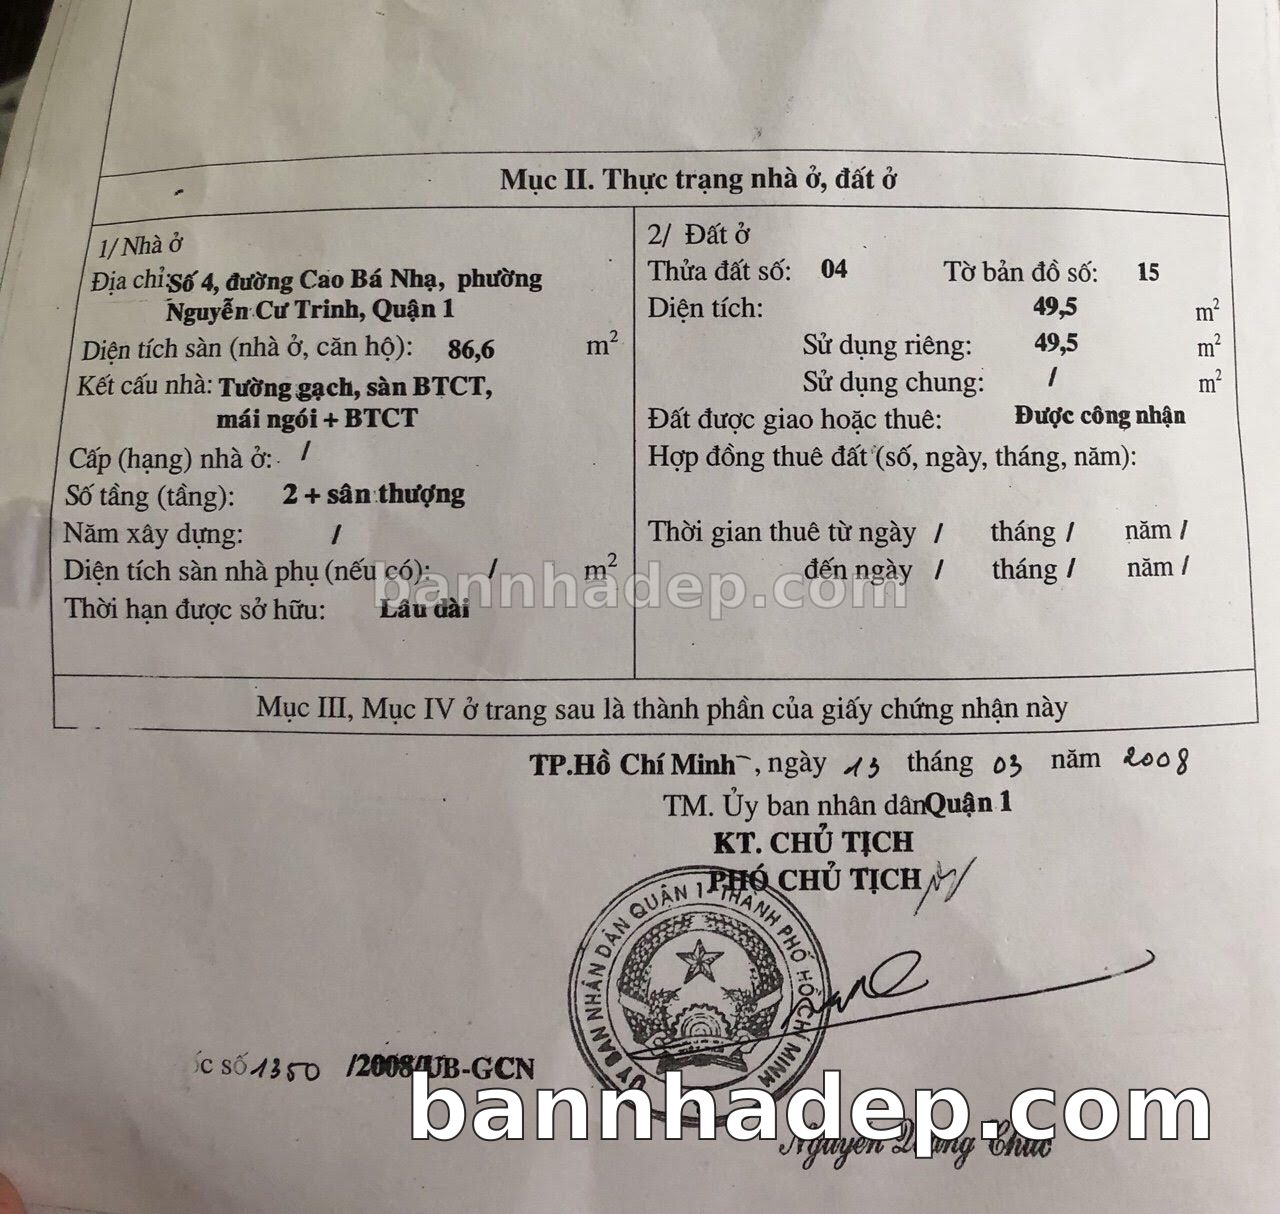 Mục II. Thực trạng nhà ở, đất ở
1/ Nhà ở
Địa chỉ: Số 4, đường Cao Bá Nhạ, phường
Nguyễn Cư Trinh, Quận 1
Diện tích sàn (nhà ở, căn hộ): 86,6 m²
Kết cấu nhà: Tường gạch, sàn BTCT,
mái ngói + BTCT
Cấp (hạng) nhà ở: /
Số tầng (tầng): 2 + sân thượng
Năm xây dựng: /
Diện tích sàn nhà phụ (nếu có): / m²
Thời hạn được sở hữu: Lâu dài
2/ Đất ở
Thửa đất số: 04 Tờ bản đồ số: 15
Diện tích: 49,5 m²
Sử dụng riêng: 49,5 m²
Sử dụng chung: / m²
Đất được giao hoặc thuê: Được công nhận
Hợp đồng thuê đất (số, ngày, tháng, năm):
Thời gian thuê từ ngày / tháng / năm /
đến ngày / tháng / năm /
bannhadep.com
Mục III, Mục IV ở trang sau là thành phần của giấy chứng nhận này
TP.Hồ Chí Minh, ngày 13 tháng 03 năm 2008
TM. Ủy ban nhân dân Quận 1
KT. CHỦ TỊCH
PHÓ CHỦ TỊCH
ỦY BAN NHÂN DÂN QUẬN 1 - THÀNH PHỐ HỒ CHÍ MINH
số 1350 /2008/UB-GCN
bannhadep.com
Nguyễn Quang Chức